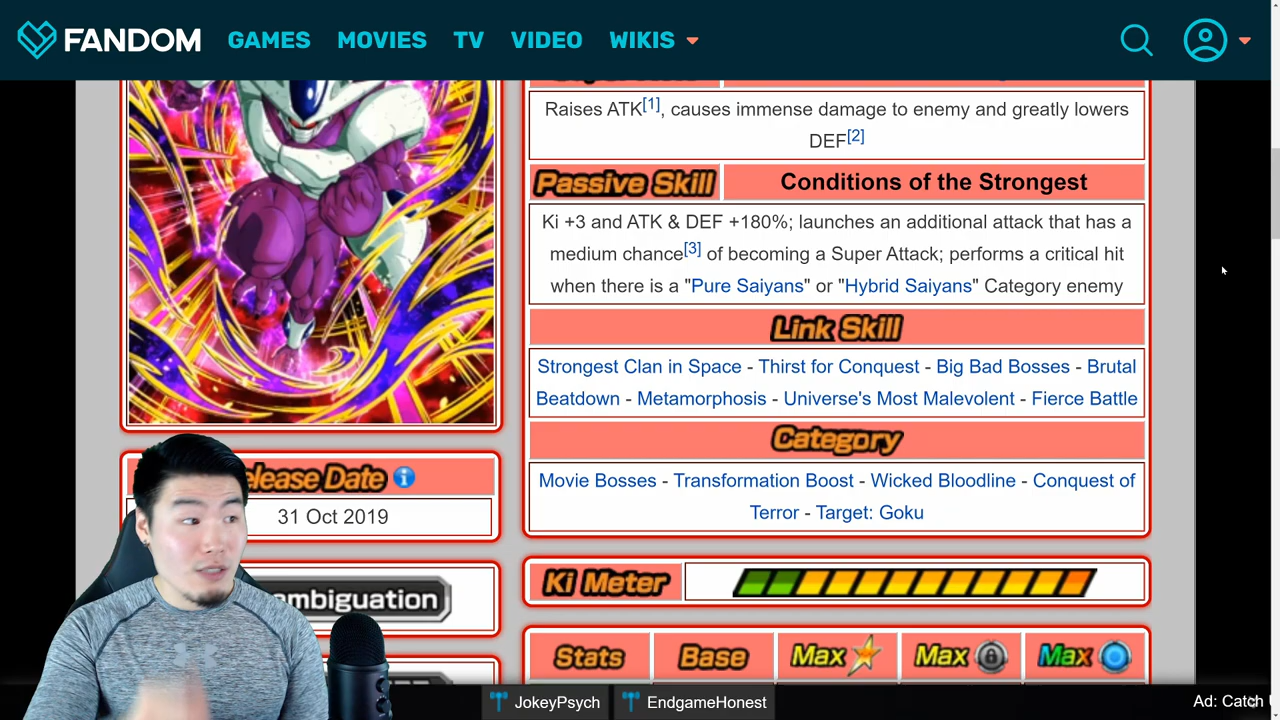 FANDOM GAMES MOVIES TV VIDEO WIKIS
Raises ATK[1], causes immense damage to enemy and greatly lowers
DEF[2]
Passive Skill Conditions of the Strongest
Ki +3 and ATK & DEF +180%; launches an additional attack that has a
medium chance[3] of becoming a Super Attack; performs a critical hit
when there is a "Pure Saiyans" or "Hybrid Saiyans" Category enemy
Link Skill
Strongest Clan in Space - Thirst for Conquest - Big Bad Bosses - Brutal
Beatdown - Metamorphosis - Universe's Most Malevolent - Fierce Battle
Category
Movie Bosses - Transformation Boost - Wicked Bloodline - Conquest of
Terror - Target: Goku
elease Date i
31 Oct 2019
ambiguation
Ki Meter
Stats Base Max Max Max
JokeyPsych EndgameHonest Ad: Catch